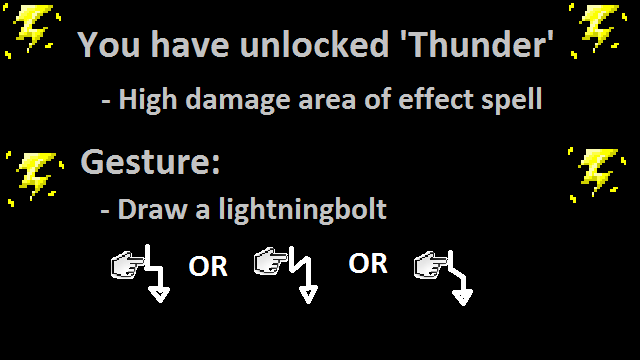 You have unlocked 'Thunder'
- High damage area of effect spell
Gesture:
- Draw a lightningbolt
OR OR